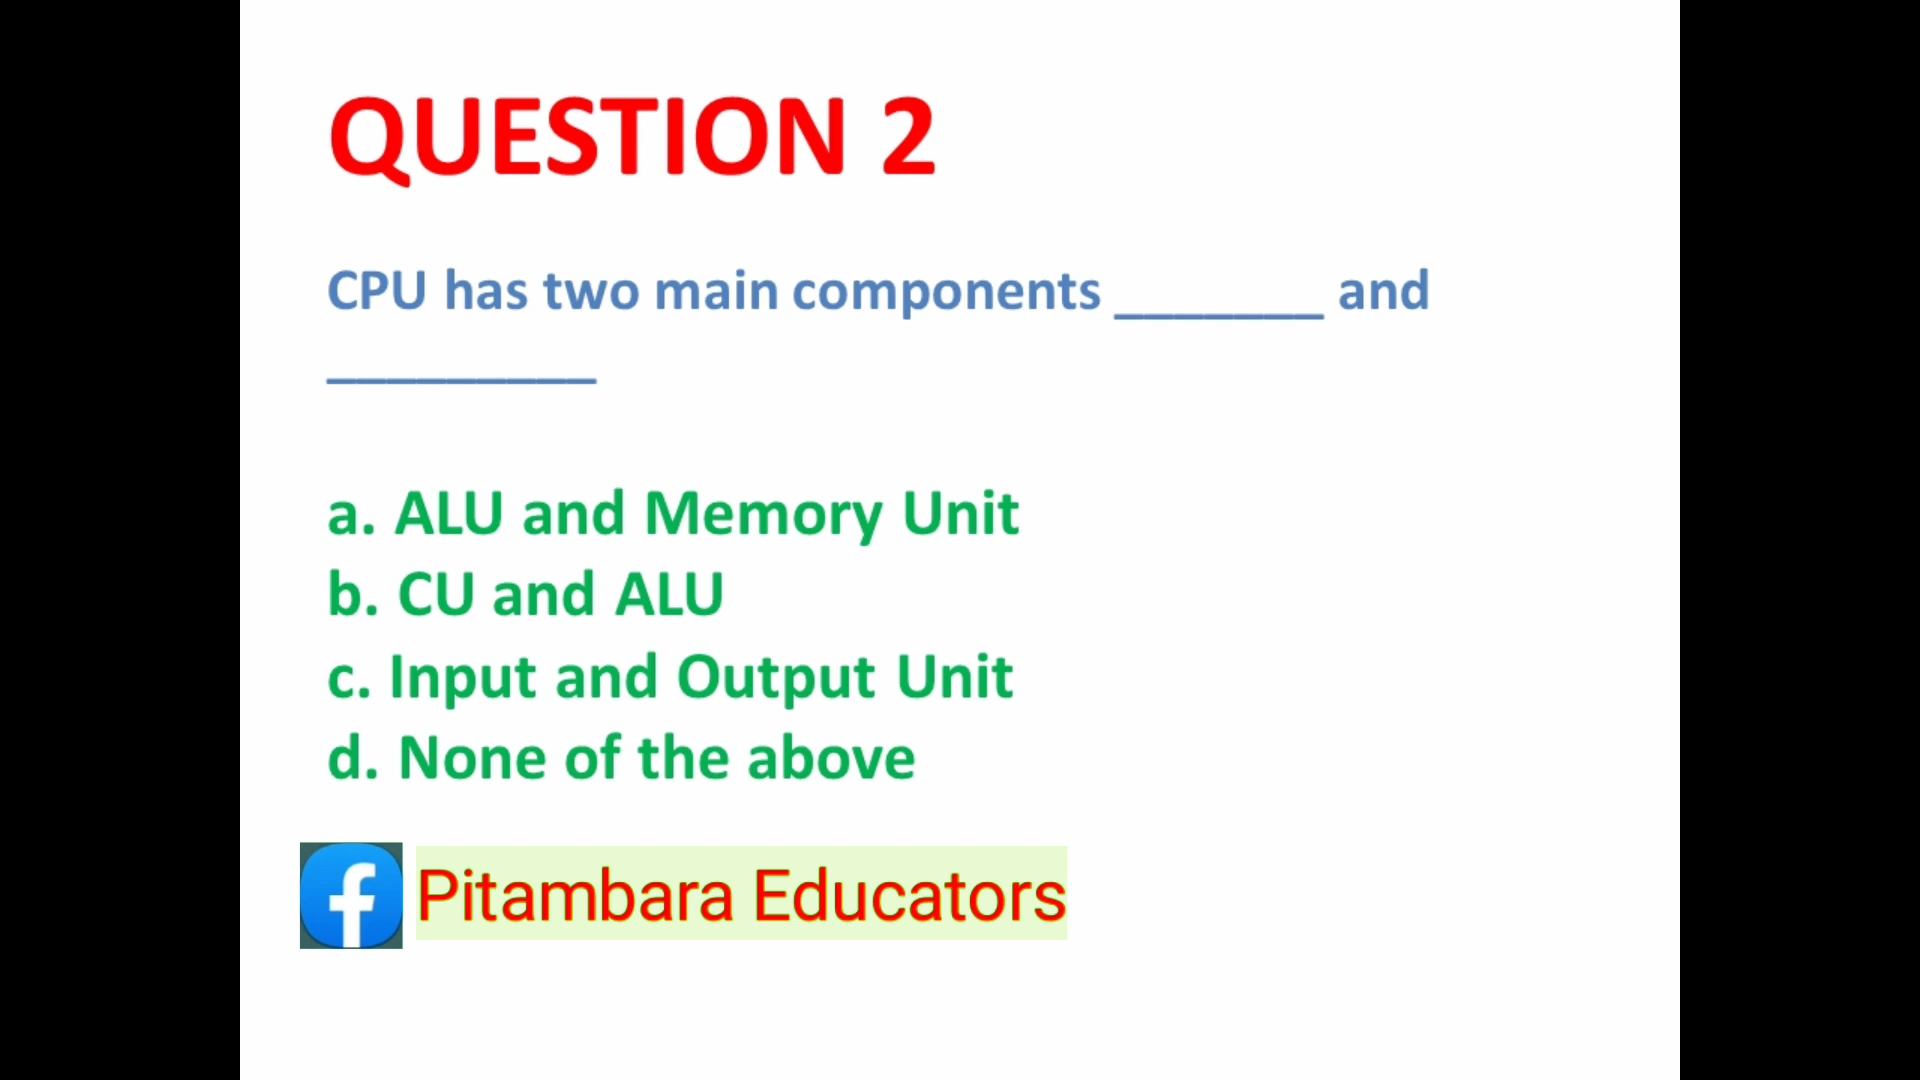 QUESTION 2
CPU has two main components _______ and
_________
a. ALU and Memory Unit
b. CU and ALU
c. Input and Output Unit
d. None of the above
f Pitambara Educators